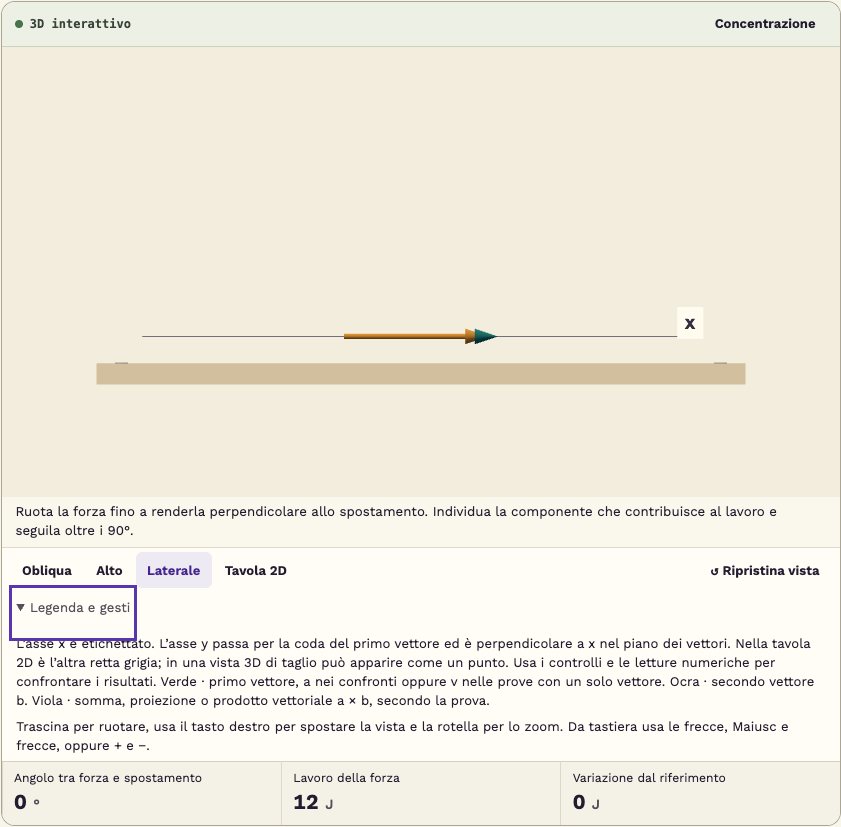 3D interattivo
Concentrazione
x
Ruota la forza fino a renderla perpendicolare allo spostamento. Individua la componente che contribuisce al lavoro e
seguila oltre i 90°.
Obliqua Alto Laterale Tavola 2D ↺ Ripristina vista
▼ Legenda e gesti
L’asse x è etichettato. L’asse y passa per la coda del primo vettore ed è perpendicolare a x nel piano dei vettori. Nella tavola
2D è l’altra retta grigia; in una vista 3D di taglio può apparire come un punto. Usa i controlli e le letture numeriche per
confrontare i risultati. Verde · primo vettore, a nei confronti oppure v nelle prove con un solo vettore. Ocra · secondo vettore
b. Viola · somma, proiezione o prodotto vettoriale a × b, secondo la prova.
Trascina per ruotare, usa il tasto destro per spostare la vista e la rotella per lo zoom. Da tastiera usa le frecce, Maiusc e
frecce, oppure + e −.
Angolo tra forza e spostamento
0 °
Lavoro della forza
12 J
Variazione dal riferimento
0 J